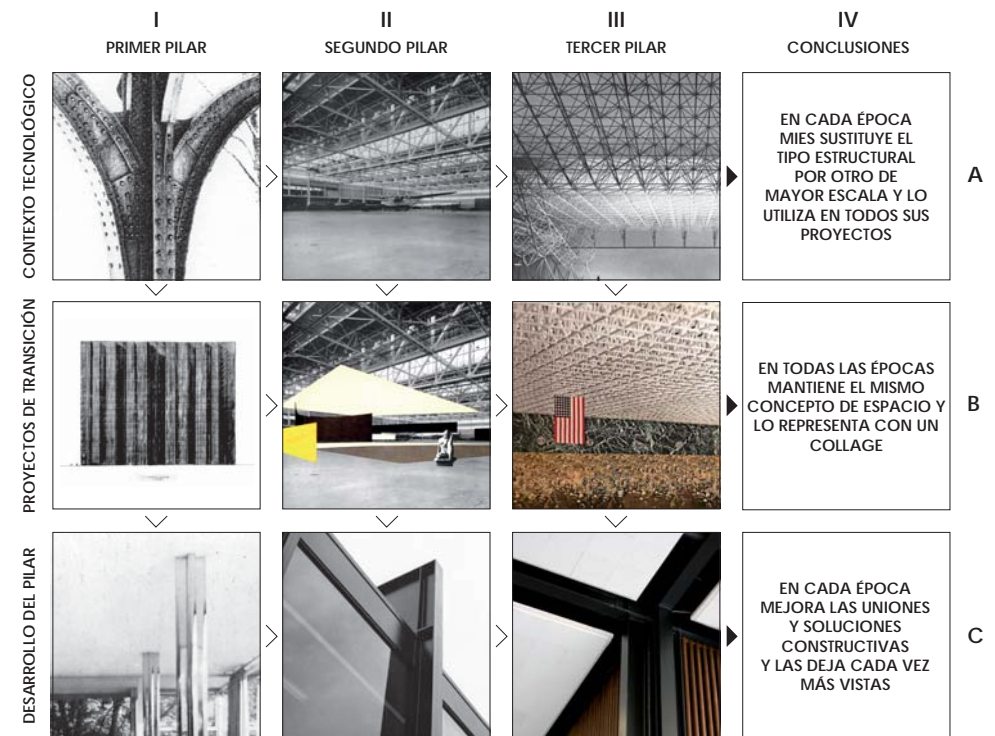 I
II
III
IV
PRIMER PILAR
SEGUNDO PILAR
TERCER PILAR
CONCLUSIONES
CONTEXTO TECNOLÓGICO
EN CADA ÉPOCA
MIES SUSTITUYE EL
TIPO ESTRUCTURAL
POR OTRO DE
MAYOR ESCALA Y LO
UTILIZA EN TODOS SUS
PROYECTOS
A
PROYECTOS DE TRANSICIÓN
EN TODAS LAS ÉPOCAS
MANTIENE EL MISMO
CONCEPTO DE ESPACIO Y
LO REPRESENTA CON UN
COLLAGE
B
DESARROLLO DEL PILAR
EN CADA ÉPOCA
MEJORA LAS UNIONES
Y SOLUCIONES
CONSTRUCTIVAS
Y LAS DEJA CADA VEZ
MÁS VISTAS
C